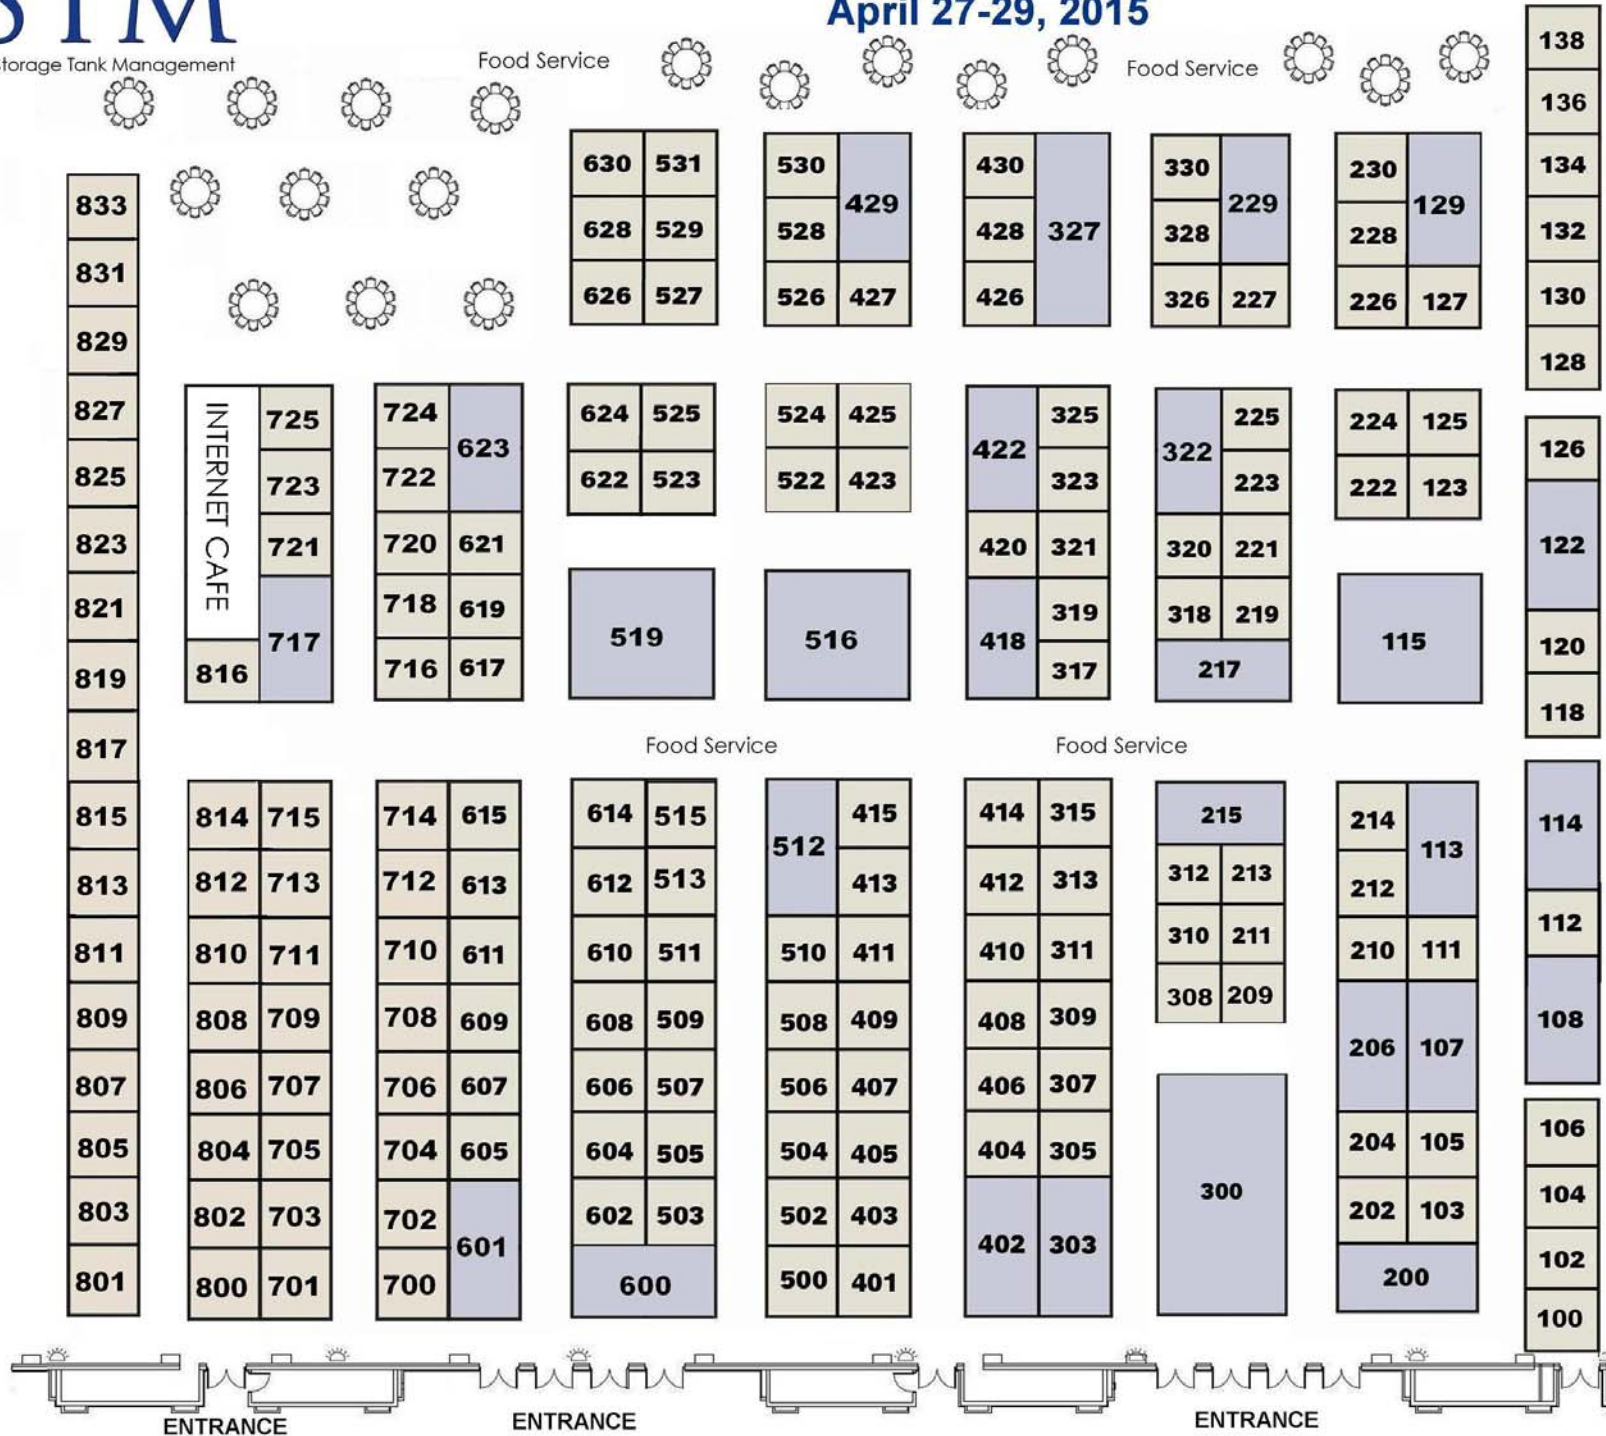 STM
April 27-29, 2015
Storage Tank Management
Food Service
Food Service
138
136
630 531 530 429 430 327 330 229 230 129 134
833
628 529 528 428 328 228 132
831
626 527 526 427 426 326 227 226 127 130
829
128
827 INTERNET CAFE 725 724 623 624 525 524 425 422 325 322 225 224 125
126
825 723 722 622 523 522 423 323 223 222 123
823 721 720 621 420 321 320 221 122
821 718 619 319 318 219
717 519 516 418 115 120
819 816 716 617 317 217
118
817
Food Service
Food Service
815 814 715 714 615 614 515 512 415 414 315 215 214 113 114
813 812 713 712 613 612 513 413 412 313 312 213 212
112
811 810 711 710 611 610 511 510 411 410 311 310 211 210 111
308 209
809 808 709 708 609 608 509 508 409 408 309 108
206 107
807 806 707 706 607 606 507 506 407 406 307
106
805 804 705 704 605 604 505 504 405 404 305 204 105
300
104
803 802 703 702 602 503 502 403 202 103
601 402 303
102
801 800 701 700 600 500 401 200
100
ENTRANCE
ENTRANCE
ENTRANCE